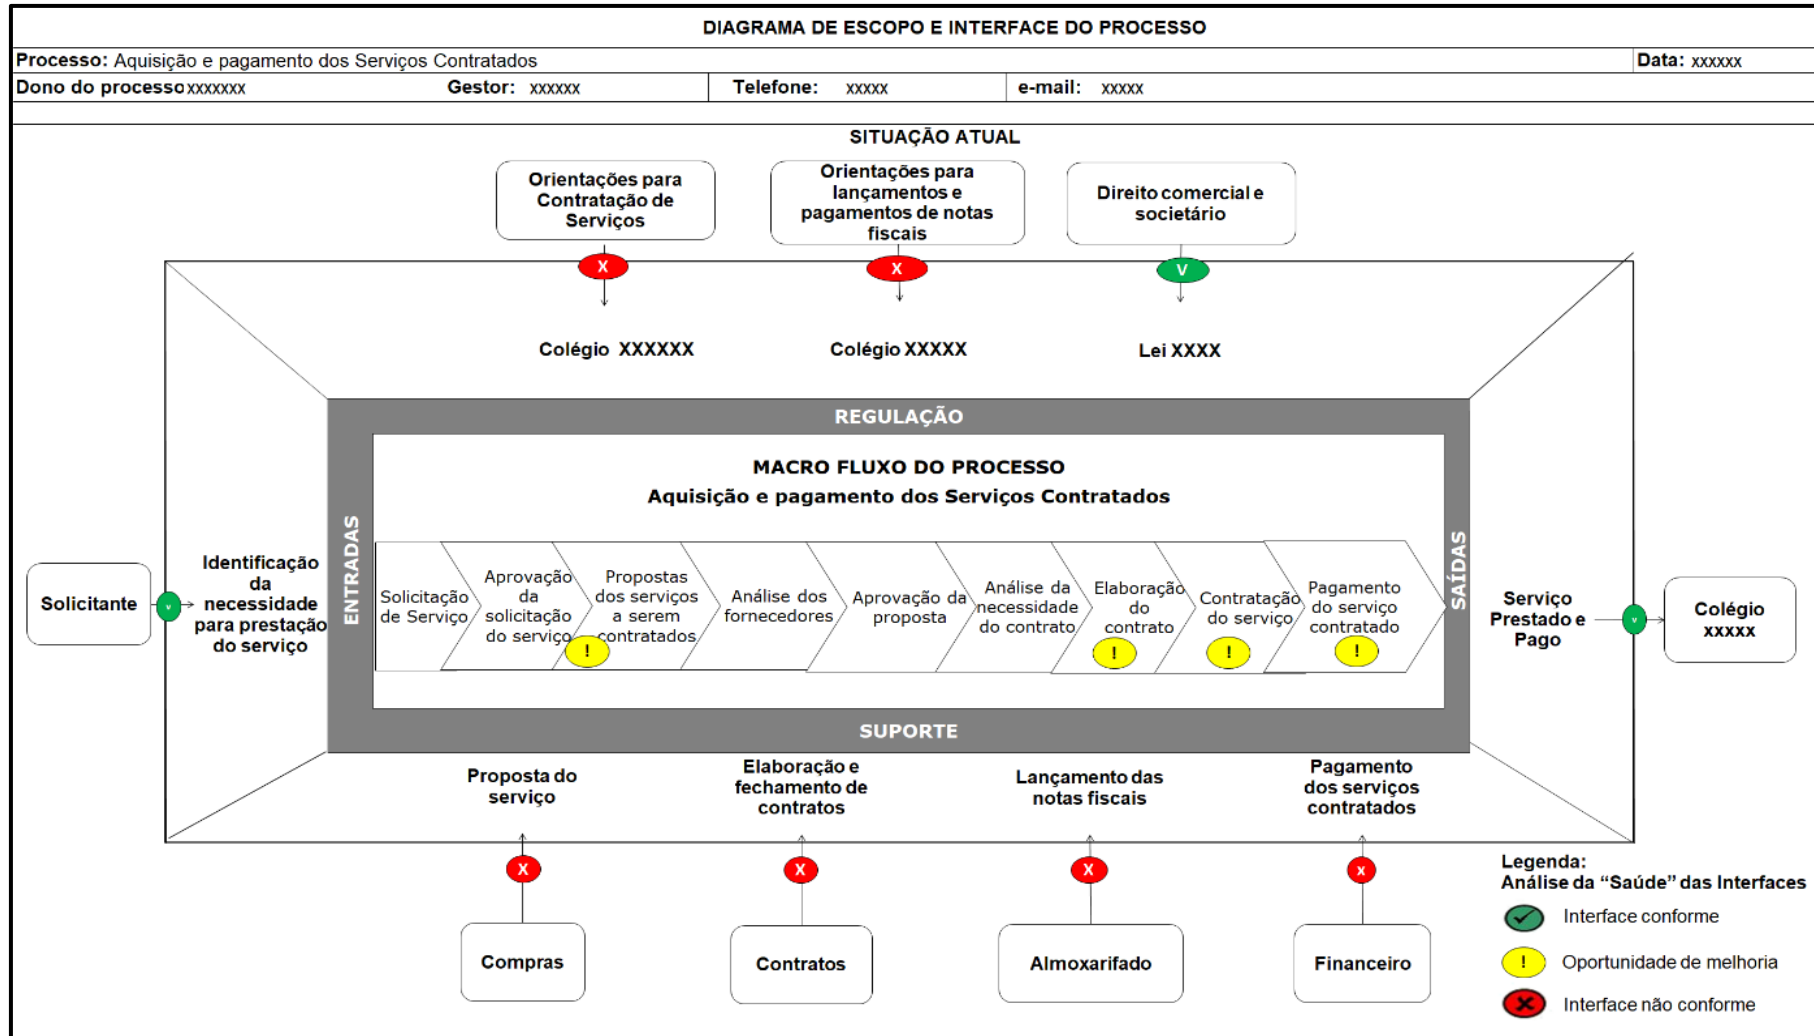 DIAGRAMA DE ESCOPO E INTERFACE DO PROCESSO
Processo: Aquisição e pagamento dos Serviços Contratados
Data: xxxxxx
Dono do processo xxxxxxx
Gestor: xxxxxx
Telefone: xxxxx
e-mail: xxxxx
SITUAÇÃO ATUAL
Orientações para
Contratação de
Serviços
Orientações para
lançamentos e
pagamentos de notas
fiscais
Direito comercial e
societário
X
X
V
Colégio XXXXXX
Colégio XXXXX
Lei XXXX
REGULAÇÃO
MACRO FLUXO DO PROCESSO
Aquisição e pagamento dos Serviços Contratados
ENTRADAS
SAÍDAS
Solicitante
v
Identificação
da
necessidade
para prestação
do serviço
Solicitação
de Serviço
Aprovação
da
solicitação
do serviço
Propostas
dos serviços
a serem
contratados
!
Análise dos
fornecedores
Aprovação da
proposta
Análise da
necessidade
do contrato
Elaboração
do
contrato
!
Contratação
do serviço
!
Pagamento
do serviço
contratado
!
Serviço
Prestado e
Pago
v
Colégio
xxxxx
SUPORTE
Proposta do
serviço
Elaboração e
fechamento de
contratos
Lançamento das
notas fiscais
Pagamento
dos serviços
contratados
X
X
X
x
Compras
Contratos
Almoxarifado
Financeiro
Legenda:
Análise da “Saúde” das Interfaces
Interface conforme
! Oportunidade de melhoria
Interface não conforme